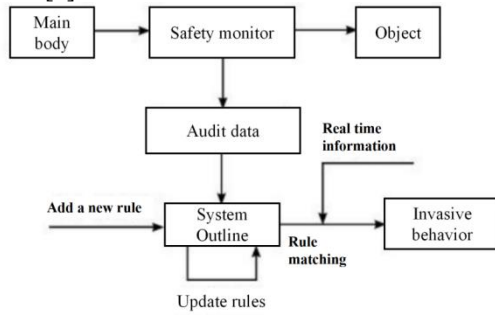 Main
body
Safety monitor
Object
Audit data
Real time
information
Add a new rule
System
Outline
Rule
matching
Invasive
behavior
Update rules